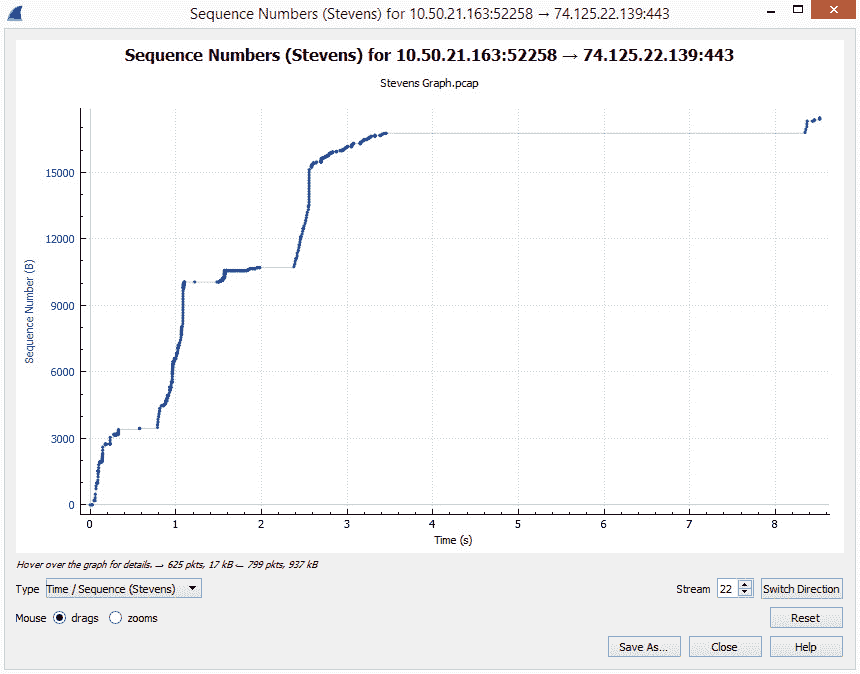 Sequence Numbers (Stevens) for 10.50.21.163:52258 → 74.125.22.139:443
Sequence Numbers (Stevens) for 10.50.21.163:52258 → 74.125.22.139:443
Stevens Graph.pcap
15000
12000
9000
6000
3000
0
Sequence Number (B)
0 1 2 3 4 5 6 7 8
Time (s)
Hover over the graph for details. → 625 pkts, 17 kB ← 799 pkts, 937 kB
Type Time / Sequence (Stevens) Stream 22 Switch Direction
Mouse drags zooms Reset
Save As... Close Help